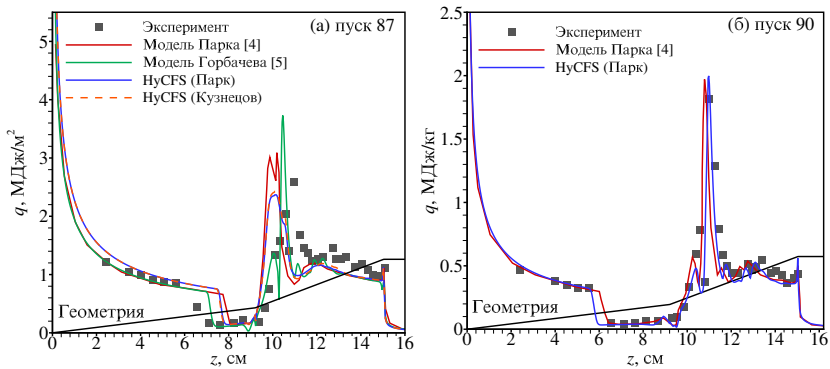 (а) пуск 87
Эксперимент
Модель Парка [4]
Модель Горбачева [5]
HyCFS (Парк)
HyCFS (Кузнецов)
q, МДж/м²
5
4
3
2
1
0
Геометрия
0 2 4 6 8 10 12 14 16
z, см
(б) пуск 90
Эксперимент
Модель Парка [4]
HyCFS (Парк)
q, МДж/кг
2.5
2
1.5
1
0.5
0
Геометрия
0 2 4 6 8 10 12 14 16
z, см